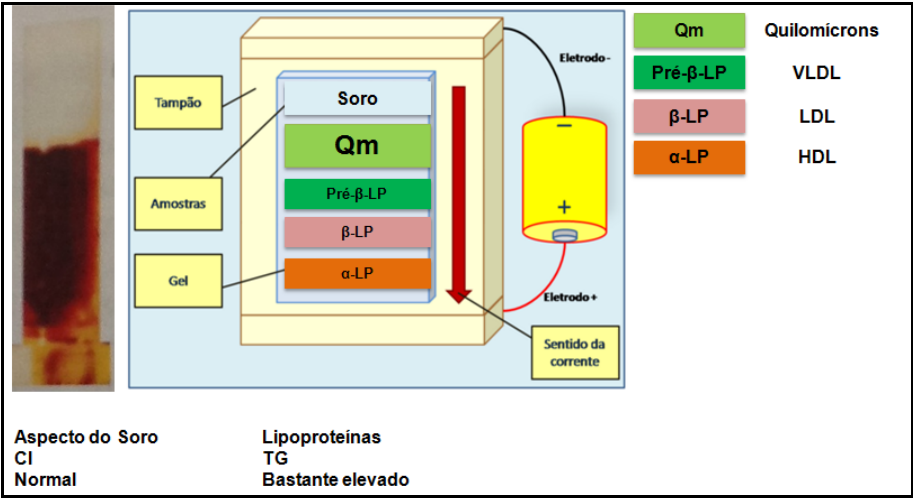 Qm Quilomícrons
Pré-β-LP VLDL
β-LP LDL
α-LP HDL
Eletrodo-
Tampão
Soro
Qm
Amostras
Pré-β-LP
β-LP
Gel
α-LP
−
+
Eletrodo+
Sentido da
corrente
Aspecto do Soro Lipoproteínas
CI TG
Normal Bastante elevado